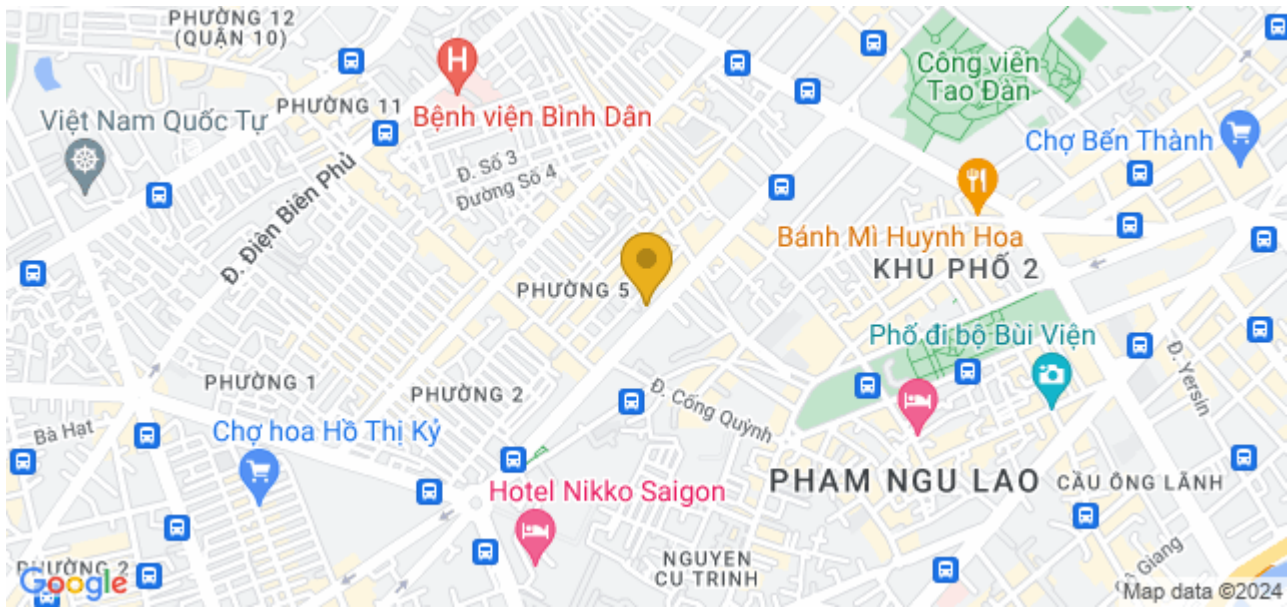 PHƯỜNG 12
(QUẬN 10)
Công viên
Tao Đàn
PHƯỜNG 11
Bệnh viện Bình Dân
Việt Nam Quốc Tự
Chợ Bến Thành
Đ. Số 3
Đường Số 4
Đ. Điện Biên Phủ
Bánh Mì Huynh Hoa
KHU PHỐ 2
PHƯỜNG 5
Phố đi bộ Bùi Viện
Đ. Yersin
PHƯỜNG 1
PHƯỜNG 2
Đ. Cống Quỳnh
Bà Hạt
Chợ hoa Hồ Thị Kỷ
PHAM NGU LAO
CẦU ÔNG LÃNH
Hotel Nikko Saigon
NGUYEN
CU TRINH
PHƯỜNG 2
Giang
Google
Map data ©2024